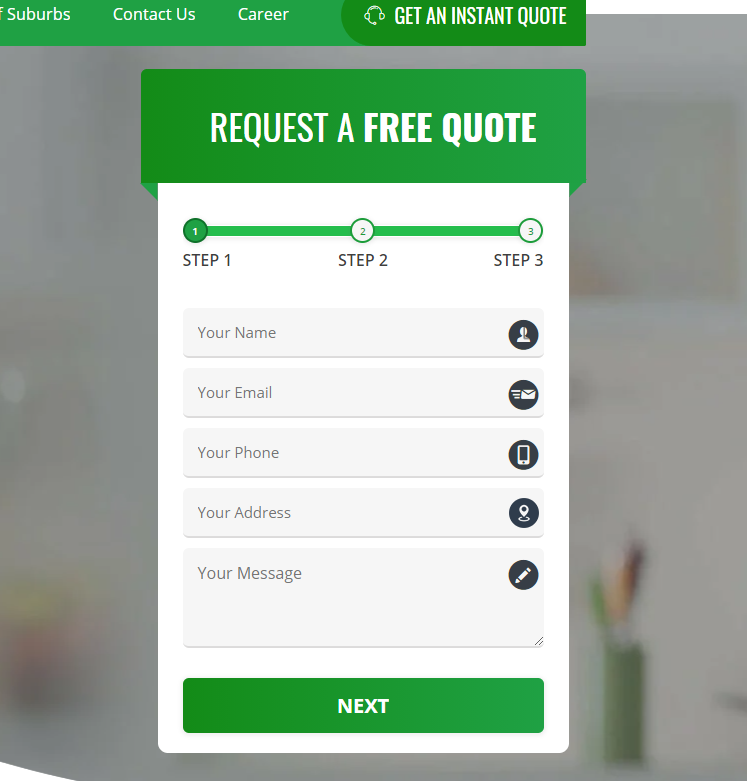 Suburbs Contact Us Career GET AN INSTANT QUOTE
REQUEST A FREE QUOTE
1 2 3
STEP 1 STEP 2 STEP 3
Your Name
Your Email
Your Phone
Your Address
Your Message
NEXT